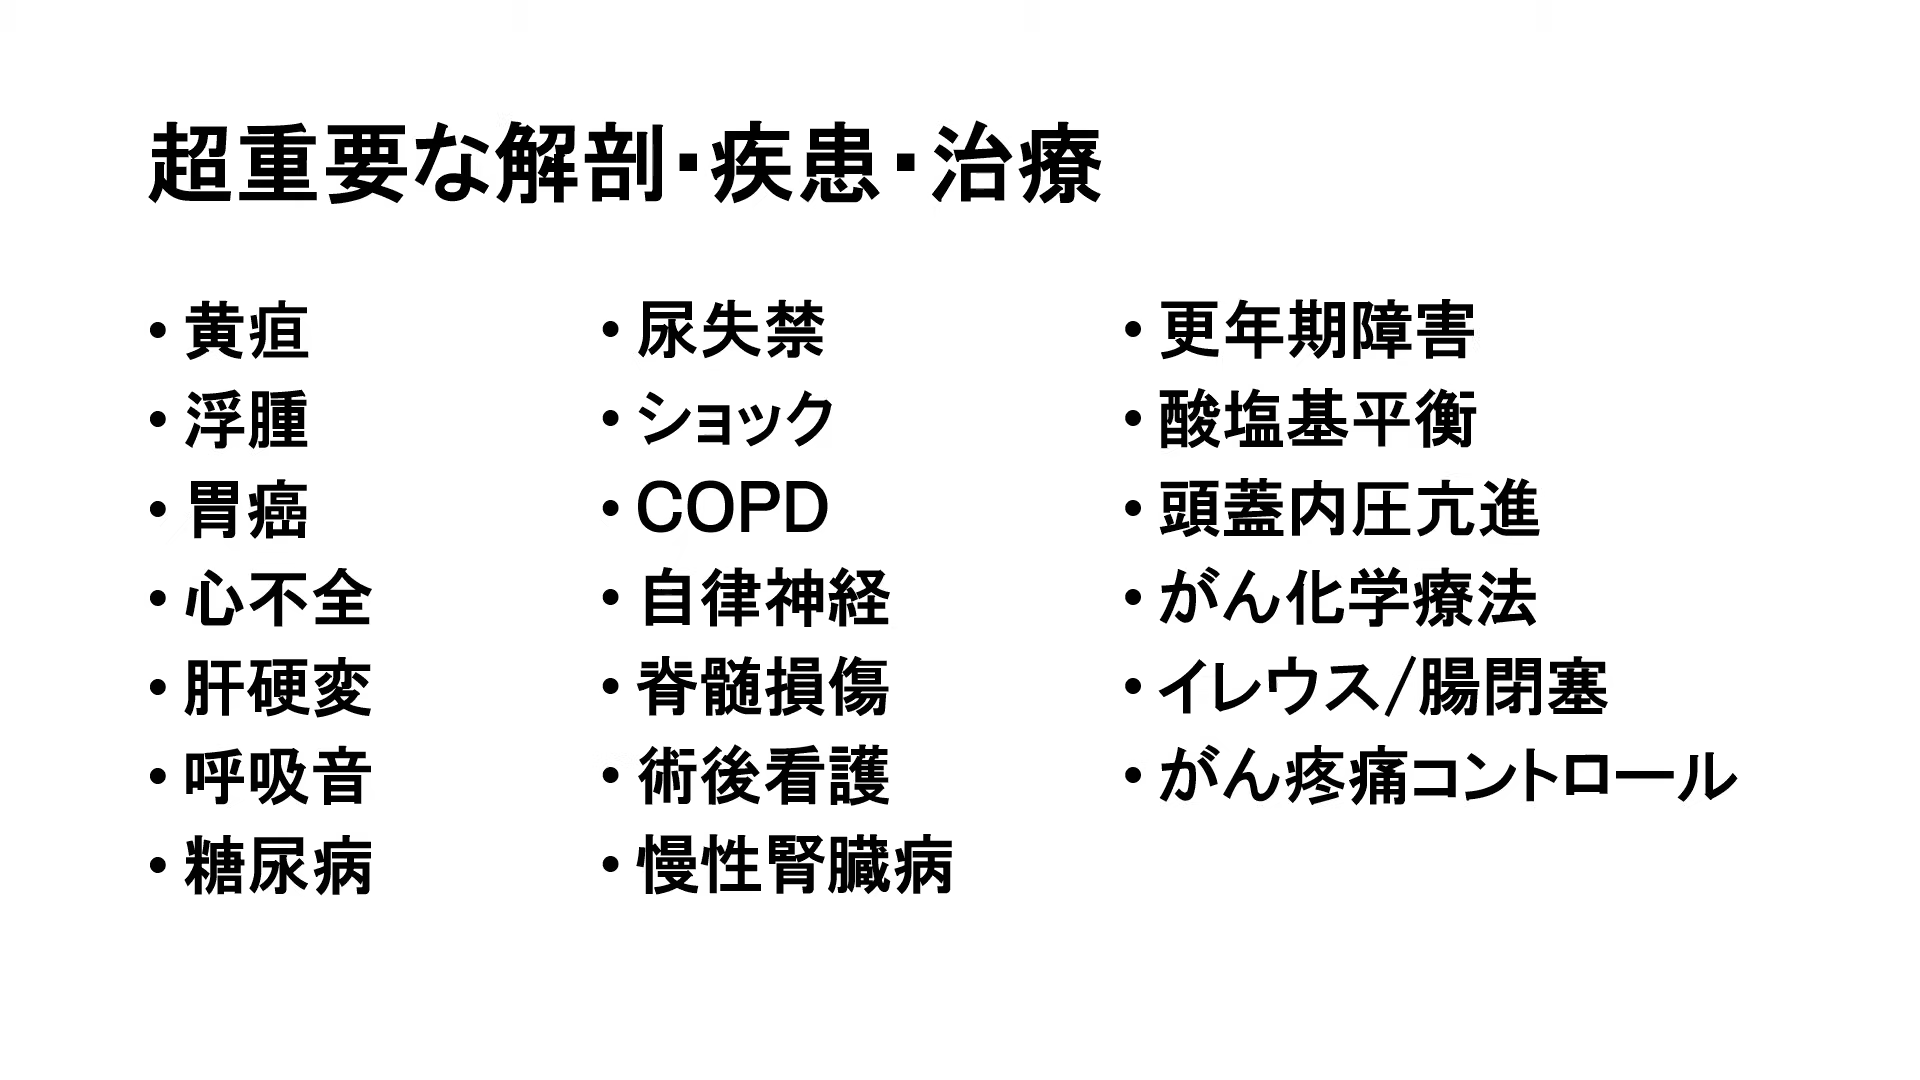 超重要な解剖・疾患・治療
• 黄疸
• 浮腫
• 胃癌
• 心不全
• 肝硬変
• 呼吸音
• 糖尿病
• 尿失禁
• ショック
• COPD
• 自律神経
• 脊髄損傷
• 術後看護
• 慢性腎臓病
• 更年期障害
• 酸塩基平衡
• 頭蓋内圧亢進
• がん化学療法
• イレウス/腸閉塞
• がん疼痛コントロール